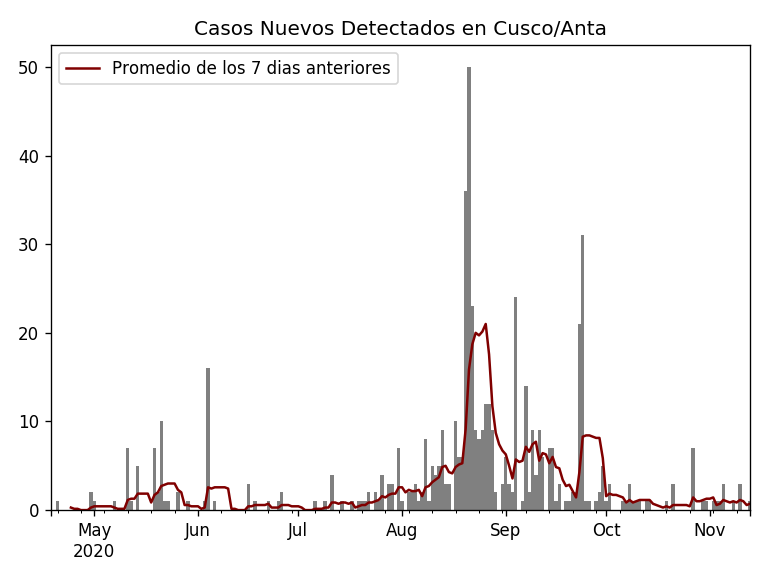 Casos Nuevos Detectados en Cusco/Anta
Promedio de los 7 dias anteriores
50
40
30
20
10
0
May Jun Jul Aug Sep Oct Nov
2020